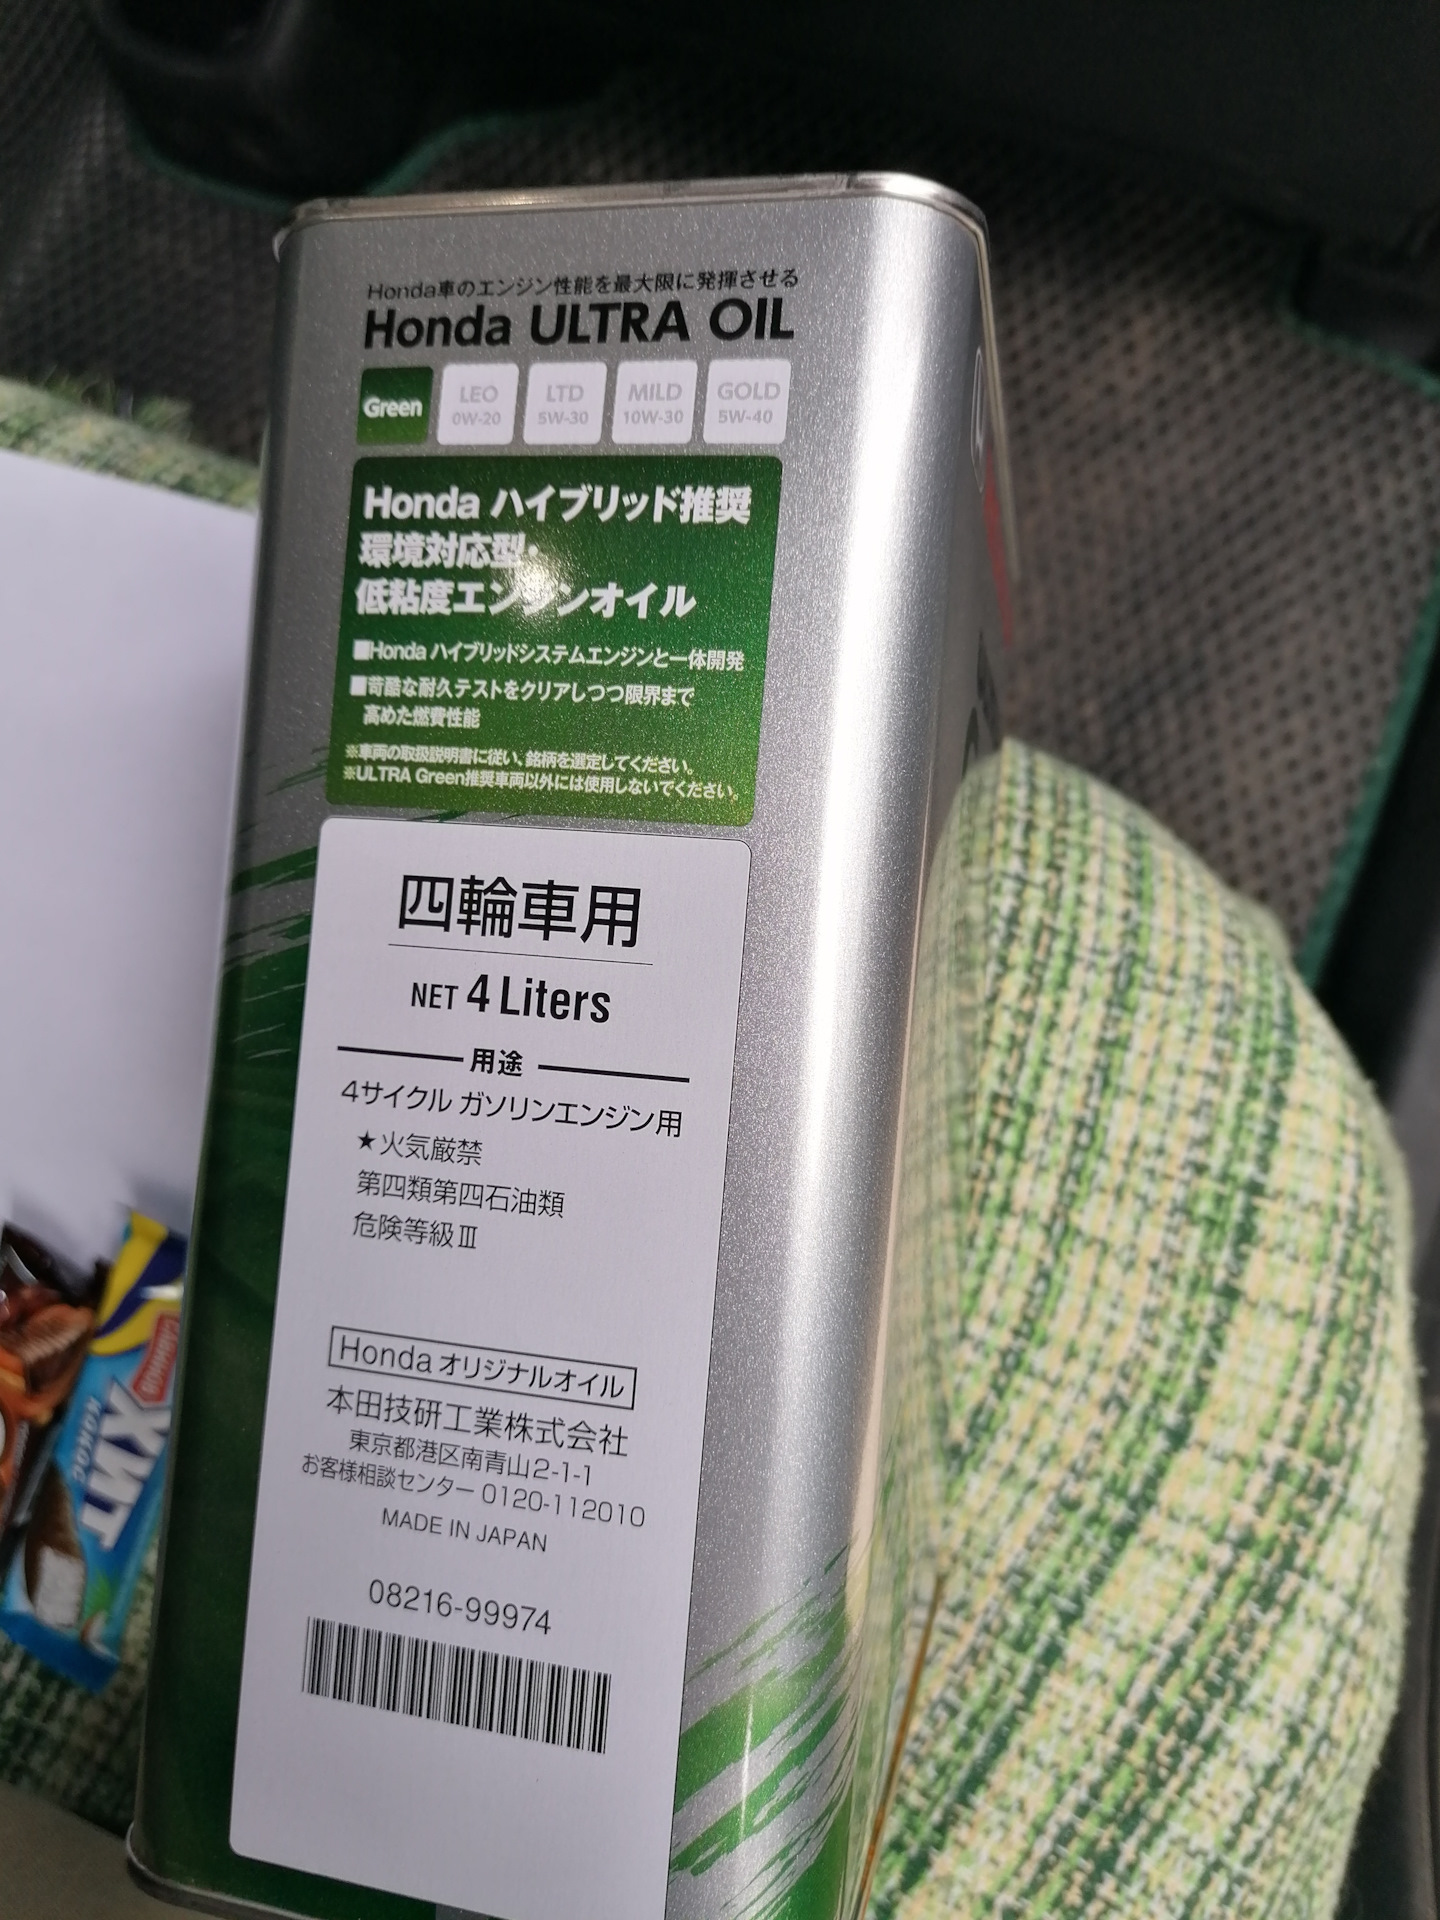 Honda車のエンジン性能を最大限に発揮させる
Honda ULTRA OIL
Green
LEO
0W-20
LTD
5W-30
MILD
10W-30
GOLD
5W-40
Honda ハイブリッド推奨
環境対応型・
低粘度エンジンオイル
■Honda ハイブリッドシステムエンジンと一体開発
■苛酷な耐久テストをクリアしつつ限界まで
高めた燃費性能
※車両の取扱説明書に従い、銘柄を選定してください。
※ULTRA Green推奨車両以外には使用しないでください。
四輪車用
NET 4 Liters
用途
4サイクル ガソリンエンジン用
★火気厳禁
第四類第四石油類
危険等級Ⅲ
Hondaオリジナルオイル
本田技研工業株式会社
東京都港区南青山2-1-1
お客様相談センター 0120-112010
MADE IN JAPAN
08216-99974
КОКОС